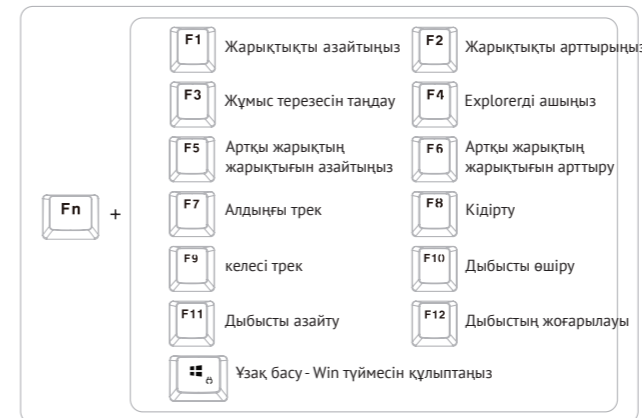 F1 Жарықтықты азайтыңыз F2 Жарықтықты арттырыңыз
F3 Жұмыс терезесін таңдау F4 Explorerді ашыңыз
F5 Артқы жарықтың F6 Артқы жарықтың
жарықтығын азайтыңыз жарықтығын арттыру
Fn + F7 Алдыңғы трек F8 Кідірту
F9 келесі трек F10 Дыбысты өшіру
F11 Дыбысты азайту F12 Дыбыстың жоғарылауы
Ұзақ басу - Win түймесін құлыптаңыз